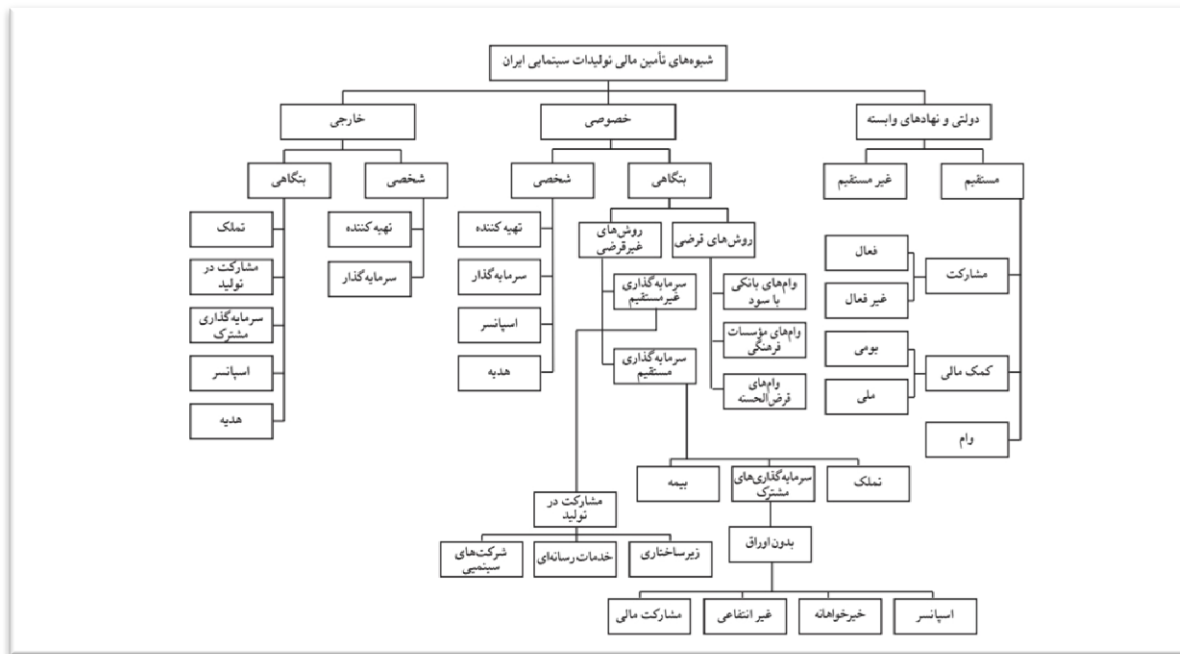 شیوه‌های تأمین مالی تولیدات سینمایی ایران
دولتی و نهادهای وابسته
خصوصی
خارجی
مستقیم
غیر مستقیم
بنگاهی
شخصی
شخصی
بنگاهی
مشارکت
فعال
غیر فعال
کمک مالی
بومی
ملی
وام
روش‌های قرضی
روش‌های
غیرقرضی
وام‌های بانکی
با سود
وام‌های مؤسسات
فرهنگی
وام‌های
قرض‌الحسنه
سرمایه‌گذاری
غیرمستقیم
سرمایه‌گذاری
مستقیم
تملک
سرمایه‌گذاری‌های
مشترک
بیمه
بدون اوراق
اسپانسر
خیرخواهانه
غیر انتفاعی
مشارکت مالی
مشارکت در
تولید
زیرساختاری
خدمات رسانه‌ای
شرکت‌های
سینمایی
تهیه کننده
سرمایه‌گذار
اسپانسر
هدیه
تهیه کننده
سرمایه‌گذار
تملک
مشارکت در
تولید
سرمایه‌گذاری
مشترک
اسپانسر
هدیه